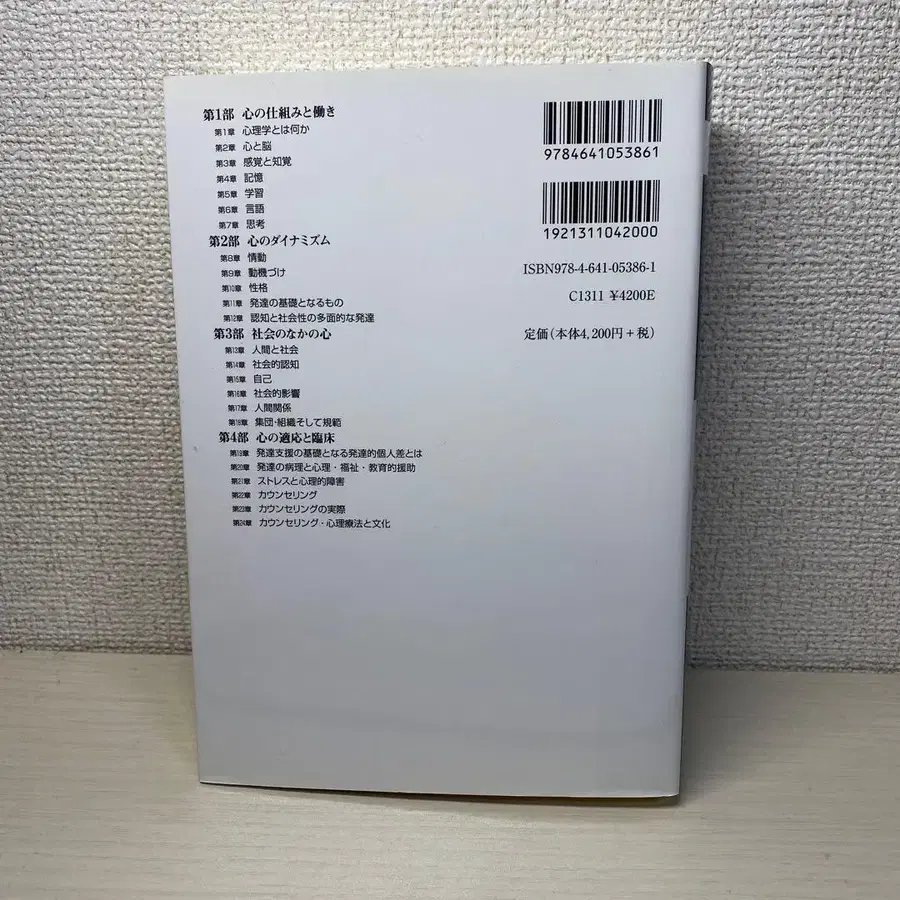 第1部 心の仕組みと働き
第1章 心理学とは何か
第2章 心と脳
第3章 感覚と知覚
第4章 記憶
第5章 学習
第6章 言語
第7章 思考
第2部 心のダイナミズム
第8章 情動
第9章 動機づけ
第10章 性格
第11章 発達の基礎となるもの
第12章 認知と社会性の多面的な発達
第3部 社会のなかの心
第13章 人間と社会
第14章 社会的認知
第15章 自己
第16章 社会的影響
第17章 人間関係
第18章 集団・組織そして規範
第4部 心の適応と臨床
第19章 発達支援の基礎となる発達的個人差とは
第20章 発達の病理と心理・福祉・教育的援助
第21章 ストレスと心理的障害
第22章 カウンセリング
第23章 カウンセリングの実際
第24章 カウンセリング・心理療法と文化
9784641053861
1921311042000
ISBN978-4-641-05386-1
C1311 ¥4200E
定価(本体4,200円+税)